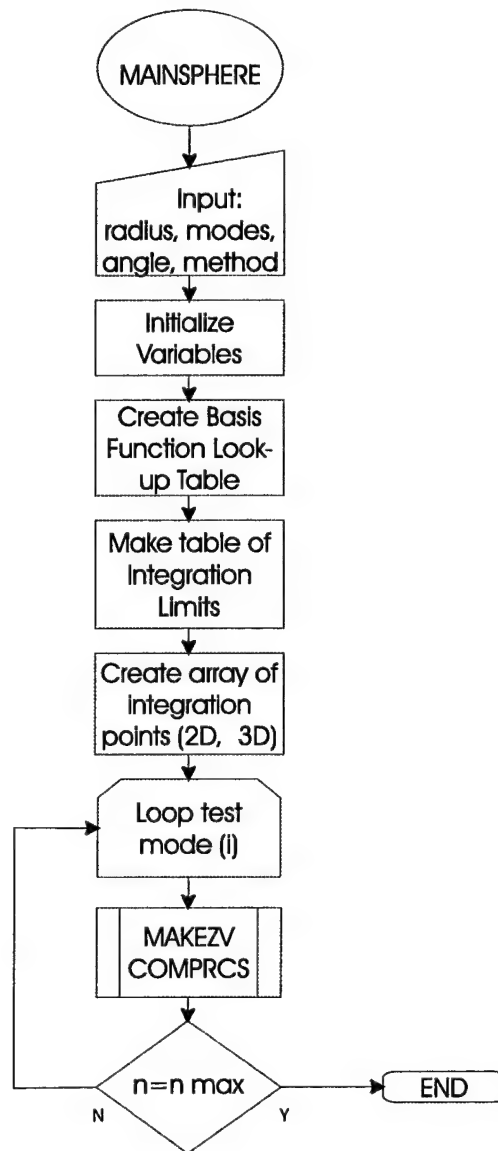 MAINSPHERE
Input:
radius, modes,
angle, method
Initialize
Variables
Create Basis
Function Look-
up Table
Make table of
Integration
Limits
Create array of
integration
points (2D, 3D)
Loop test
mode (i)
MAKEZV
COMPRCS
n=n max
N
Y
END